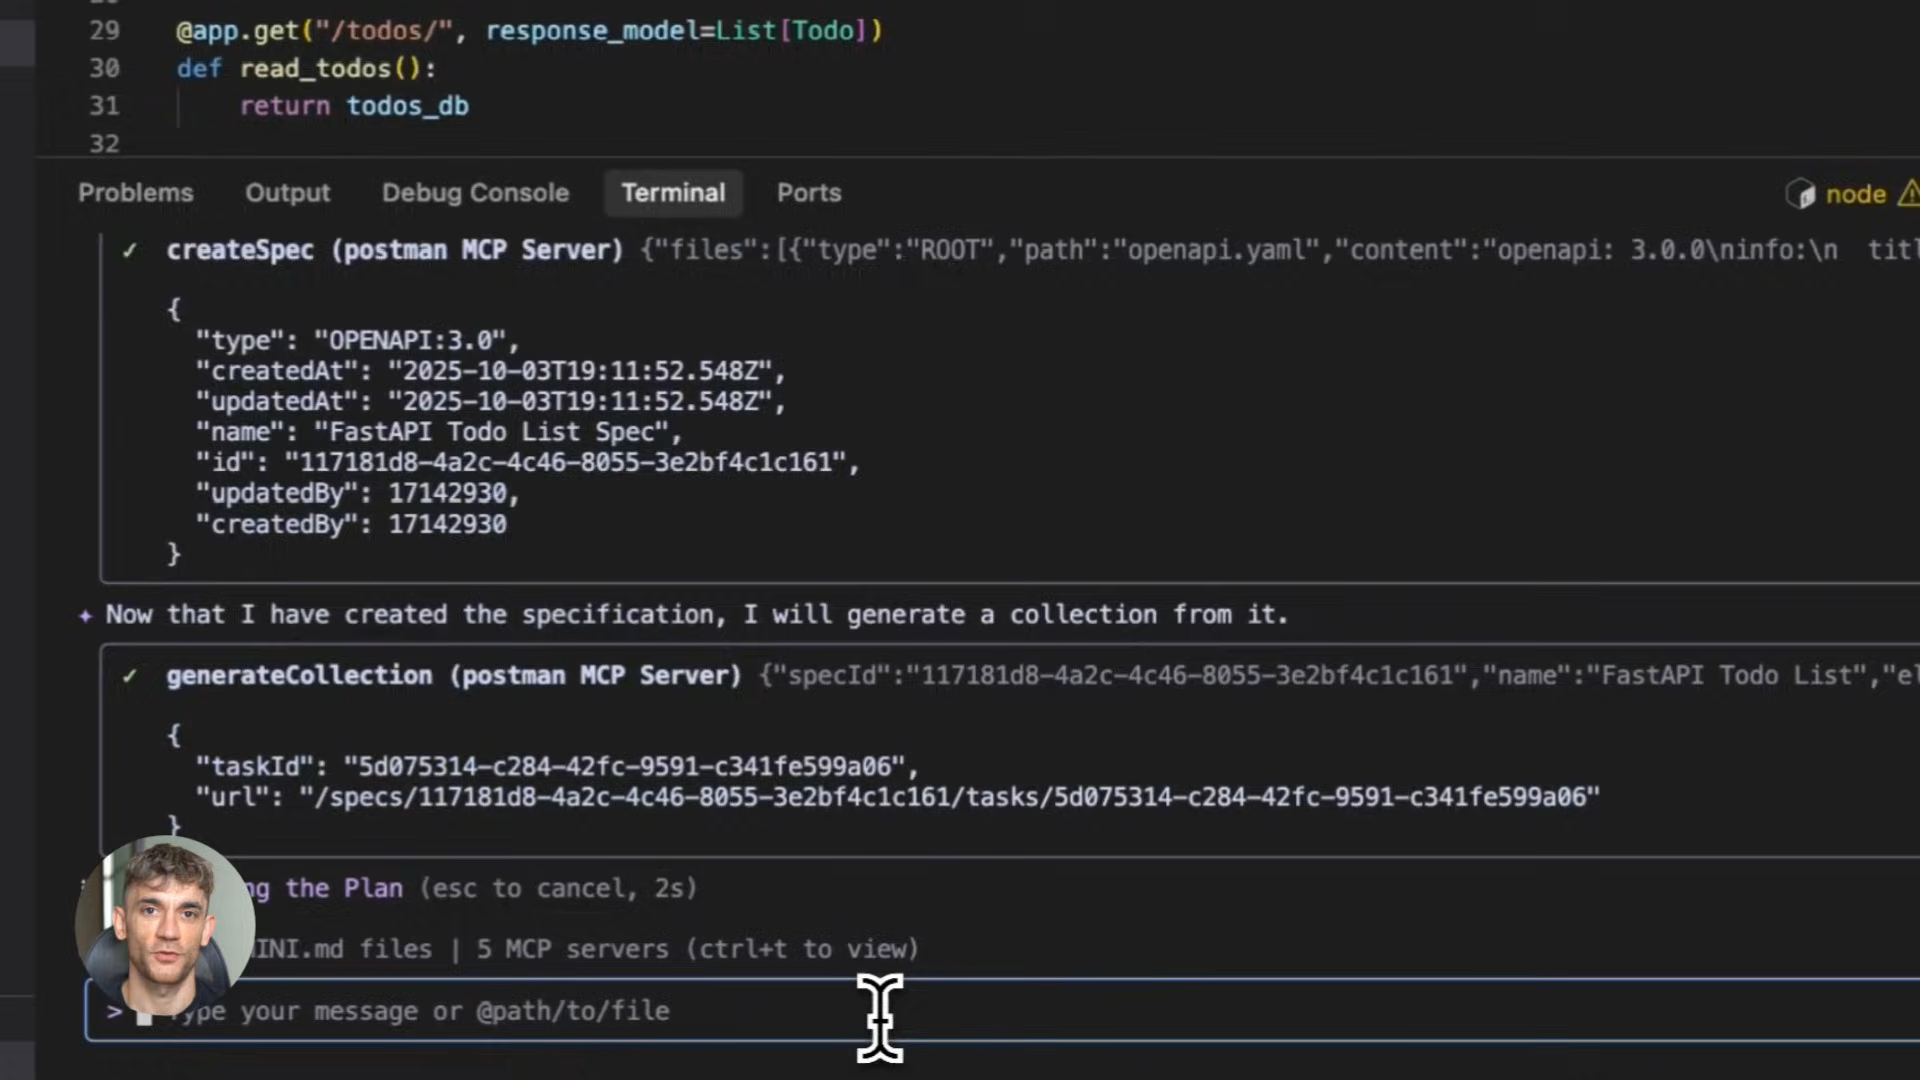 29 @app.get("/todos/", response_model=List[Todo])
30 def read_todos():
31 return todos_db
32
Problems Output Debug Console Terminal Ports node
✓ createSpec (postman MCP Server) {"files":[{"type":"ROOT","path":"openapi.yaml","content":"openapi: 3.0.0\ninfo:\n titl
{
"type": "OPENAPI:3.0",
"createdAt": "2025-10-03T19:11:52.548Z",
"updatedAt": "2025-10-03T19:11:52.548Z",
"name": "FastAPI Todo List Spec",
"id": "117181d8-4a2c-4c46-8055-3e2bf4c1c161",
"updatedBy": 17142930,
"createdBy": 17142930
}
✦ Now that I have created the specification, I will generate a collection from it.
✓ generateCollection (postman MCP Server) {"specId":"117181d8-4a2c-4c46-8055-3e2bf4c1c161","name":"FastAPI Todo List","el
{
"taskId": "5d075314-c284-42fc-9591-c341fe599a06",
"url": "/specs/117181d8-4a2c-4c46-8055-3e2bf4c1c161/tasks/5d075314-c284-42fc-9591-c341fe599a06"
}
ng the Plan (esc to cancel, 2s)
INI.md files | 5 MCP servers (ctrl+t to view)
> Type your message or @path/to/file